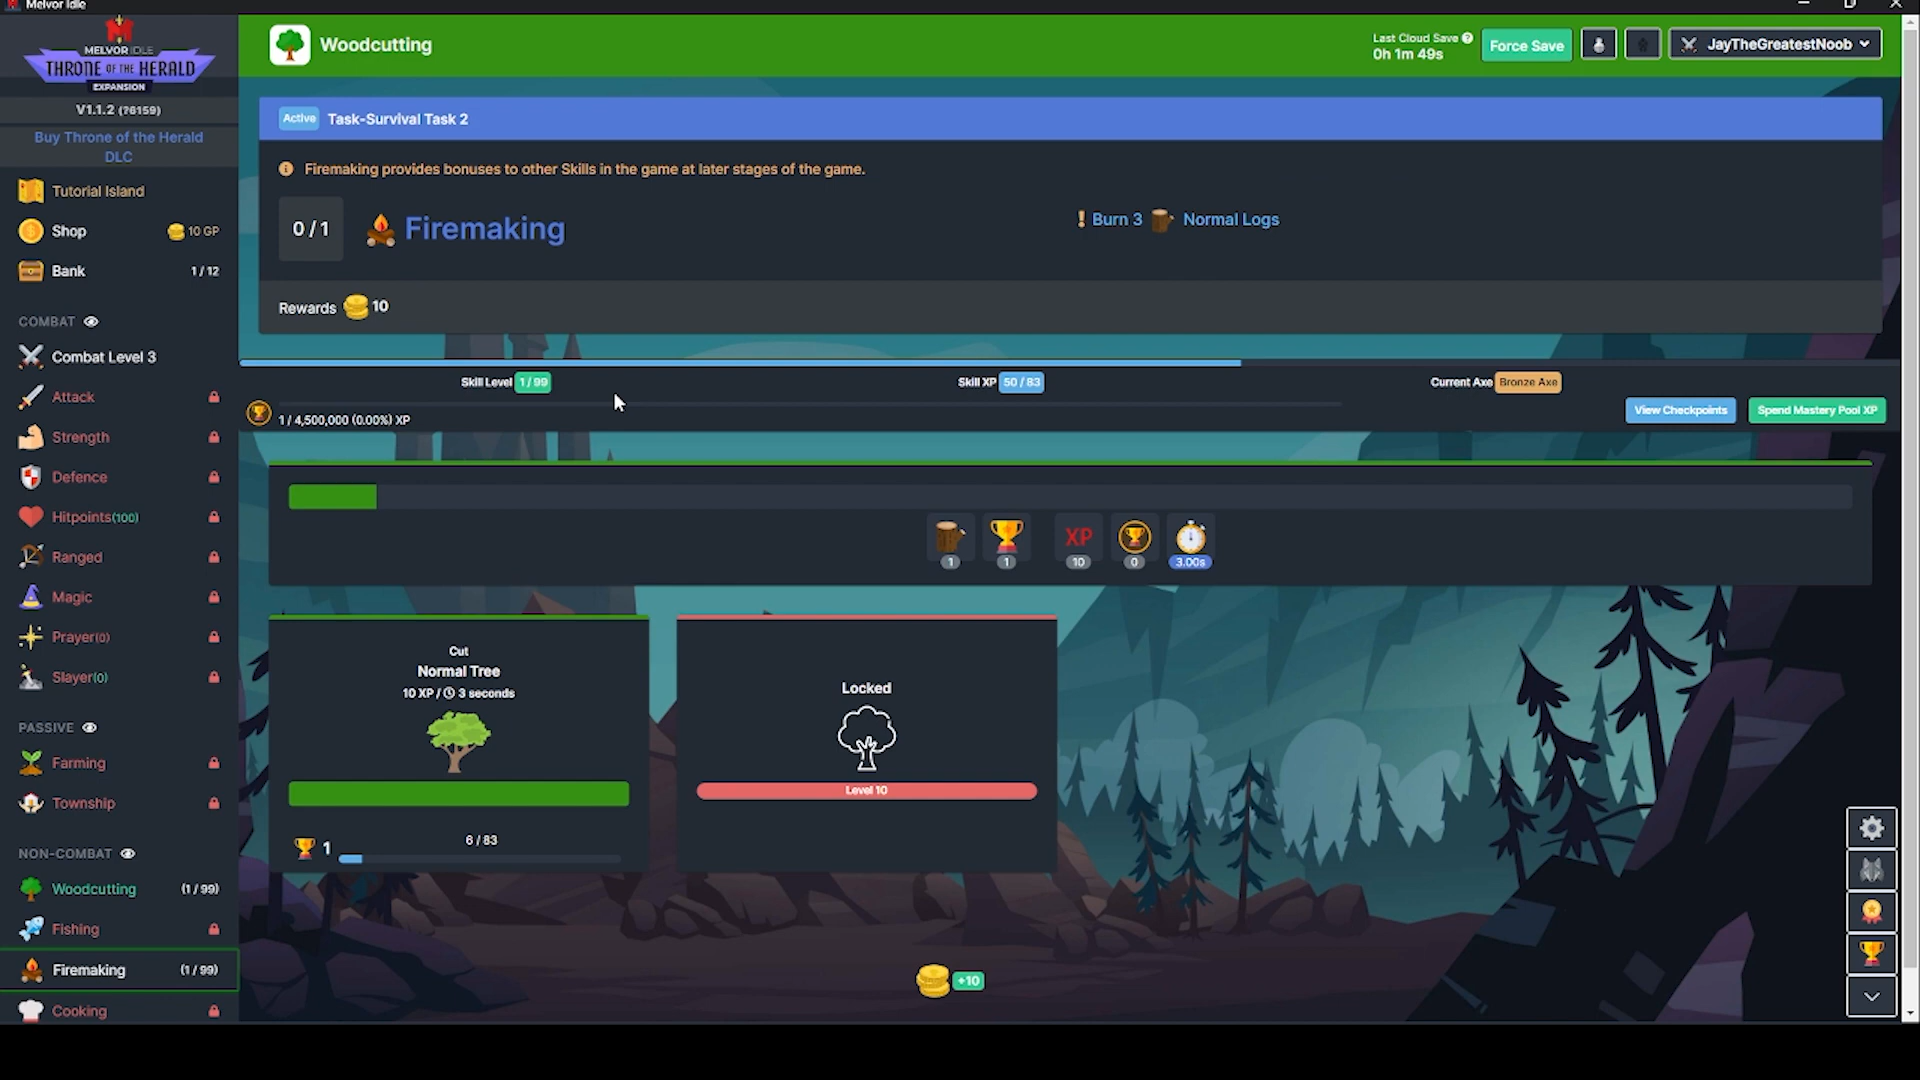 Melvor Idle
MELVOR IDLE
THRONE OF THE HERALD
EXPANSION
V1.1.2 (?6159)
Buy Throne of the Herald
DLC
Tutorial Island
Shop 10 GP
Bank 1 / 12
COMBAT
Combat Level 3
Attack
Strength
Defence
Hitpoints(100)
Ranged
Magic
Prayer(0)
Slayer(0)
PASSIVE
Farming
Township
NON-COMBAT
Woodcutting (1 / 99)
Fishing
Firemaking (1 / 99)
Cooking
Woodcutting
Last Cloud Save ?
0h 1m 49s
Force Save
JayTheGreatestNoob
Active Task-Survival Task 2
Firemaking provides bonuses to other Skills in the game at later stages of the game.
0 / 1 Firemaking
! Burn 3 Normal Logs
Rewards 10
Skill Level 1 / 99
Skill XP 50 / 83
Current Axe Bronze Axe
1 / 4,500,000 (0.00%) XP
View Checkpoints
Spend Mastery Pool XP
XP
1 1 10 0 3.00s
Cut
Normal Tree
10 XP / 3 seconds
1 6 / 83
Locked
Level 10
+10